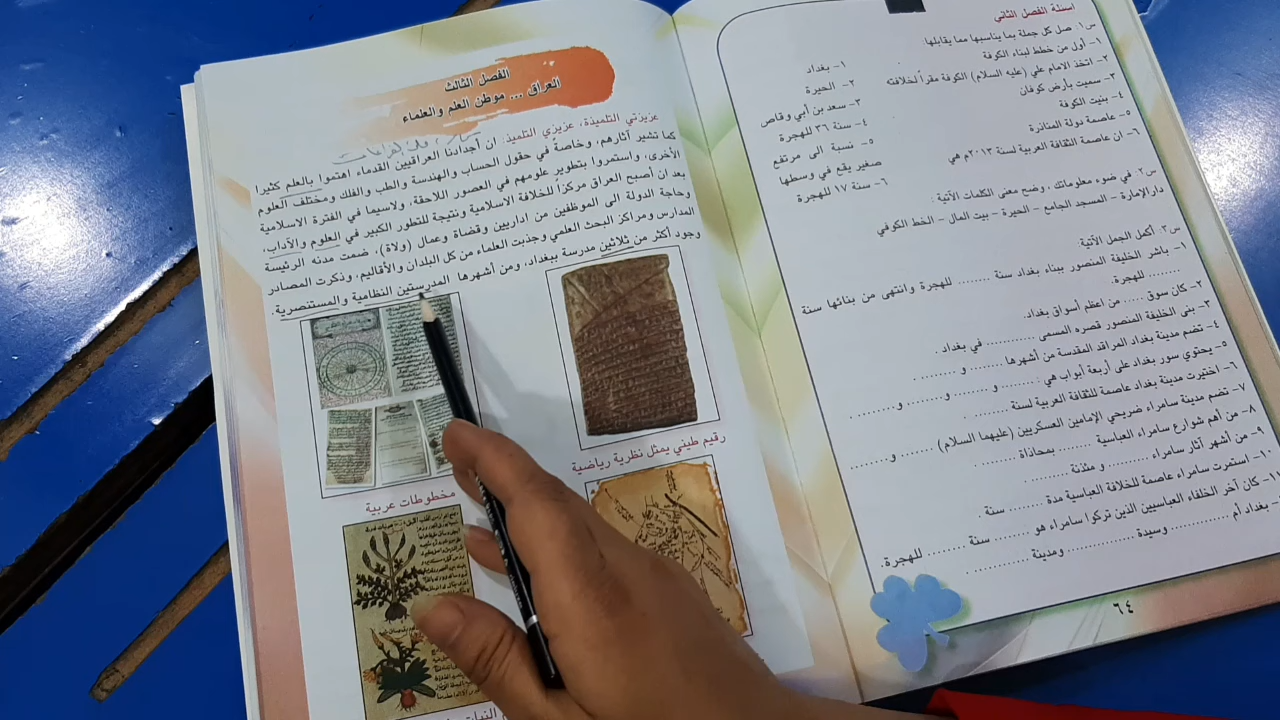 اسئلة الفصل الثاني
س١. صل كل جملة بما يناسبها مما يقابلها:
١- أول من خطط لبناء الكوفة
٢- اتخذ الامام علي (عليه السلام) الكوفة مقراً لخلافته
٣- سميت بأرض كوفان
٤- بنيت الكوفة
٥- عاصمة دولة المناذرة
٦- ان عاصمة الثقافة العربية لسنة ٢٠١٣م هي
١- بغداد
٢- الحيرة
٣- سعد بن أبي وقاص
٤- سنة ٣٦ للهجرة
٥- نسبة الى مرتفع
صغير يقع في وسطها
٦- سنة ١٧ للهجرة
س٢. في ضوء معلوماتك ، وضح معنى الكلمات الآتية :
دار الإمارة – المسجد الجامع – الحيرة – بيت المال – الخط الكوفي
س٣. أكمل الجمل الآتية:
١- باشر الخليفة المنصور ببناء بغداد سنة ........ للهجرة وانتهى من بنائها سنة
........ للهجرة.
٢- كان سوق ..... من اعظم أسواق بغداد.
٣- بنى الخليفة المنصور قصره المسمى ........... في بغداد .
٤- تضم مدينة بغداد المراقد المقدسة من أشهرها ........ و ........ .
٥- يحتوي سور بغداد على أربعة أبواب هي : ........ و ........ و ........ و ........ .
٦- اختيرت مدينة بغداد عاصمة للثقافة العربية لسنة ........ .
٧- تضم مدينة سامراء ضريحي الإمامين العسكريين (عليهما السلام) ....... و .......
٨- من أهم شوارع سامراء العباسية ......... بمحاذاة ......... .
٩- من أشهر آثار سامراء ......... و مئذنة ......... .
١٠- استمرت سامراء عاصمة للخلافة العباسية مدة ........ سنة .
١١- كان آخر الخلفاء العباسيين الذين تركوا سامراء هو ........ سنة ........ للهجرة.
بغداد أم ............ وسيدة ............ ومدينة ............ .
٦٤
الفصل الثالث
العراق ... موطن العلم والعلماء
عزيزتي التلميذة، عزيزي التلميذ: ان أجدادنا العراقيين القدماء اهتموا بالعلم كثيرا
كما تشير آثارهم، وخاصةً في حقول الحساب والهندسة والطب والفلك ومختلف العلوم
الأخرى، واستمروا بتطوير علومهم في العصور اللاحقة، ولاسيما في الفترة الاسلامية
بعد ان أصبح العراق مركزاً للخلافة الاسلامية ونتيجة للتطور الكبير في العلوم والآداب،
وحاجة الدولة الى الموظفين من اداريين وقضاة وعمال (ولاة)، ضمت مدنه الرئيسة
المدارس ومراكز البحث العلمي وجذبت العلماء من كل البلدان والأقاليم، وذكرت المصادر
وجود أكثر من ثلاثين مدرسة ببغداد، ومن أشهرها المدرستين النظامية والمستنصرية .
رقيم طيني يمثل نظرية رياضية
مخطوطات عربية
النبات